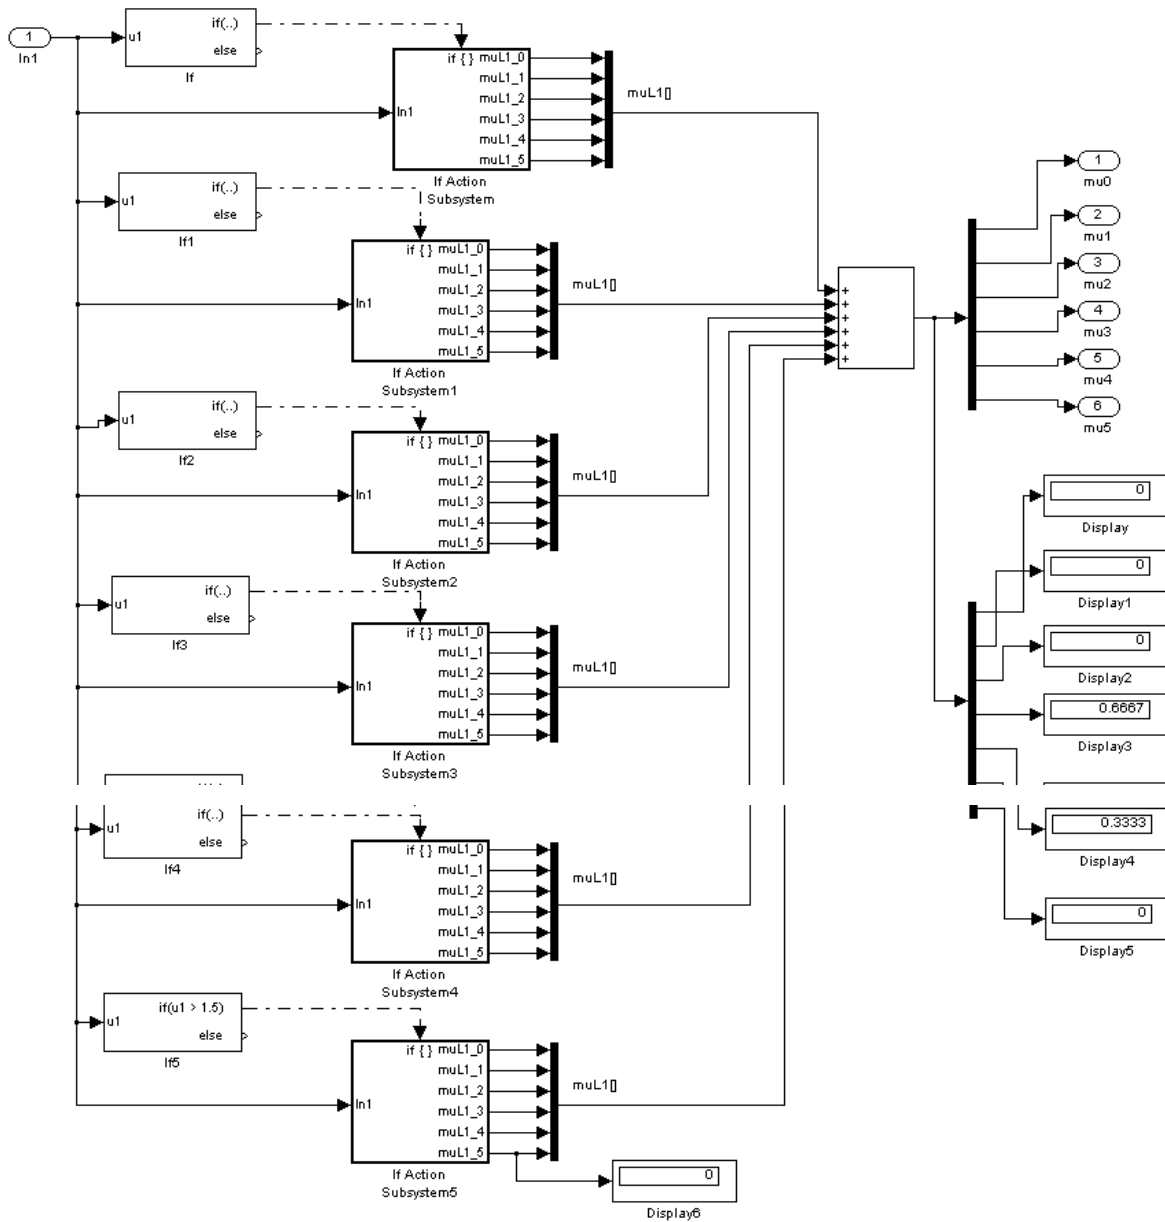 1
In1
u1
if(..)
else
If
if { }
In1
muL1_0
muL1_1
muL1_2
muL1_3
muL1_4
muL1_5
If Action
Subsystem
muL1[]
u1
if(..)
else
If1
if { }
In1
muL1_0
muL1_1
muL1_2
muL1_3
muL1_4
muL1_5
If Action
Subsystem1
muL1[]
u1
if(..)
else
If2
if { }
In1
muL1_0
muL1_1
muL1_2
muL1_3
muL1_4
muL1_5
If Action
Subsystem2
muL1[]
u1
if(..)
else
If3
if { }
In1
muL1_0
muL1_1
muL1_2
muL1_3
muL1_4
muL1_5
If Action
Subsystem3
muL1[]
u1
if(..)
else
If4
if { }
In1
muL1_0
muL1_1
muL1_2
muL1_3
muL1_4
muL1_5
If Action
Subsystem4
muL1[]
u1
if(u1 > 1.5)
else
If5
if { }
In1
muL1_0
muL1_1
muL1_2
muL1_3
muL1_4
muL1_5
If Action
Subsystem5
muL1[]
0
Display6
+
+
+
+
+
+
1
mu0
2
mu1
3
mu2
4
mu3
5
mu4
6
mu5
0
Display
0
Display1
0
Display2
0.6667
Display3
0.3333
Display4
0
Display5